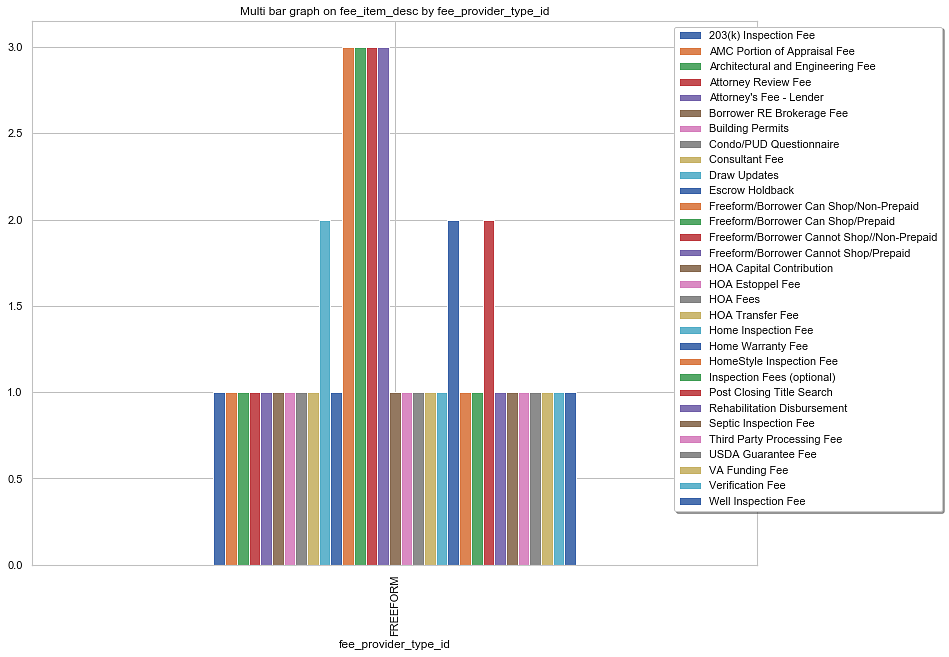 Multi bar graph on fee_item_desc by fee_provider_type_id
3.0
2.5
2.0
1.5
1.0
0.5
0.0
FREEFORM
fee_provider_type_id
203(k) Inspection Fee
AMC Portion of Appraisal Fee
Architectural and Engineering Fee
Attorney Review Fee
Attorney's Fee - Lender
Borrower RE Brokerage Fee
Building Permits
Condo/PUD Questionnaire
Consultant Fee
Draw Updates
Escrow Holdback
Freeform/Borrower Can Shop/Non-Prepaid
Freeform/Borrower Can Shop/Prepaid
Freeform/Borrower Cannot Shop//Non-Prepaid
Freeform/Borrower Cannot Shop/Prepaid
HOA Capital Contribution
HOA Estoppel Fee
HOA Fees
HOA Transfer Fee
Home Inspection Fee
Home Warranty Fee
HomeStyle Inspection Fee
Inspection Fees (optional)
Post Closing Title Search
Rehabilitation Disbursement
Septic Inspection Fee
Third Party Processing Fee
USDA Guarantee Fee
VA Funding Fee
Verification Fee
Well Inspection Fee